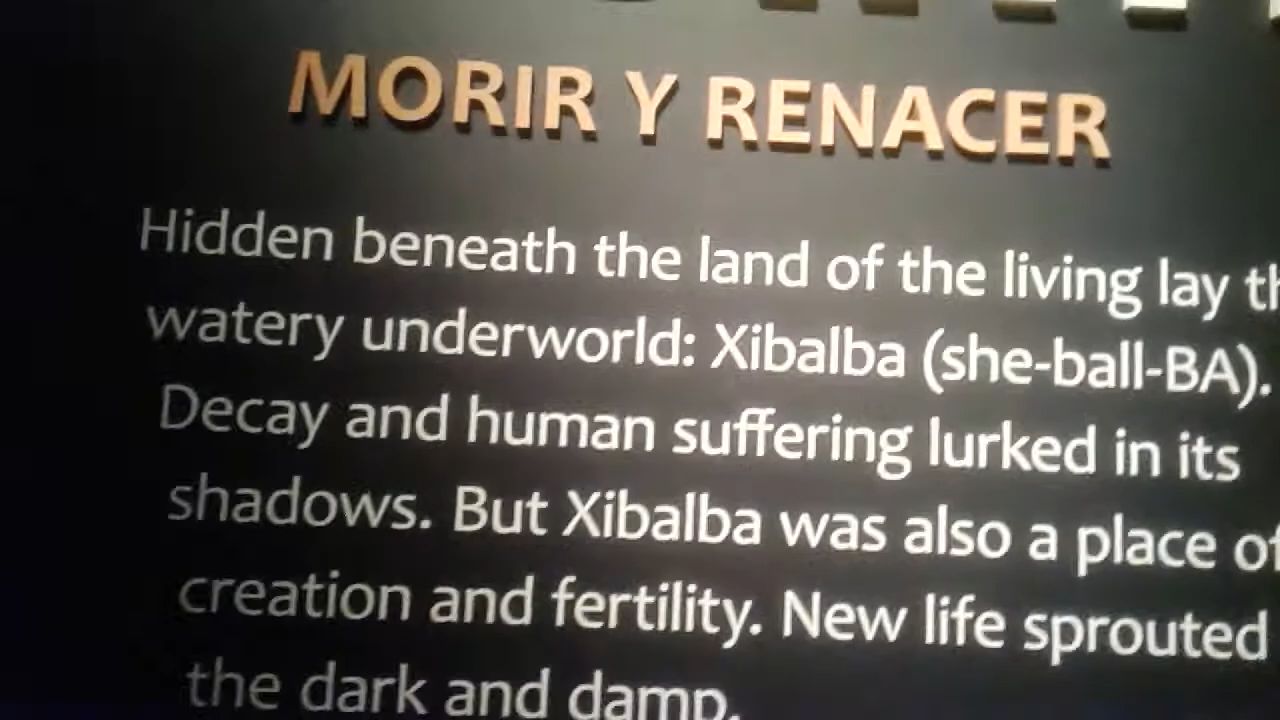 MORIR Y RENACER
Hidden beneath the land of the living lay
watery underworld: Xibalba (she-ball-BA).
Decay and human suffering lurked in its
shadows. But Xibalba was also a place of
creation and fertility. New life sprouted
the dark and damp.